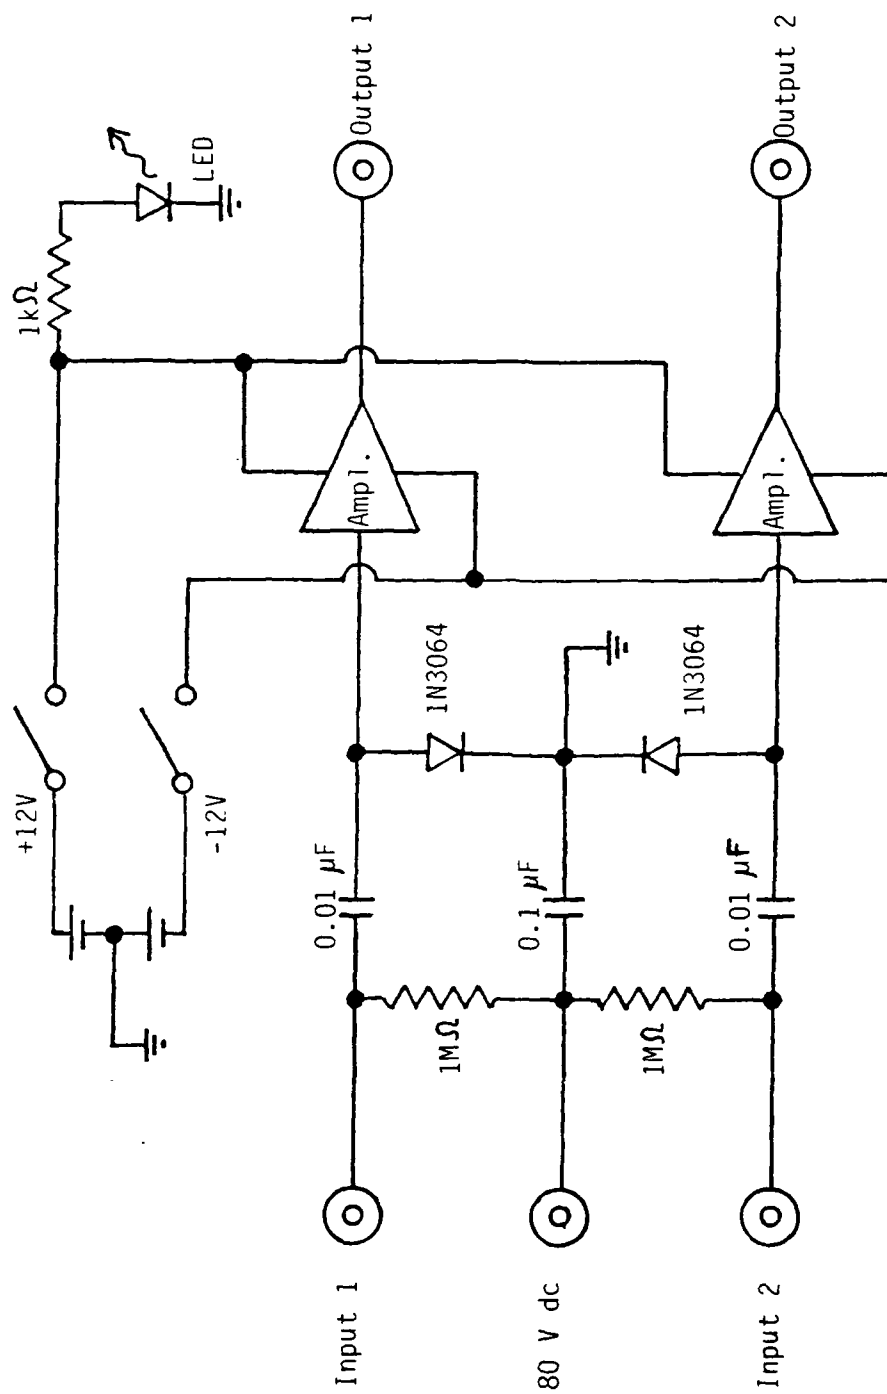 +12V
-12V
1kΩ
LED
Input 1
0.01 μF
1N3064
Ampl.
Output 1
1MΩ
80 V dc
0.1 μF
1MΩ
1N3064
Input 2
0.01 μF
Ampl.
Output 2